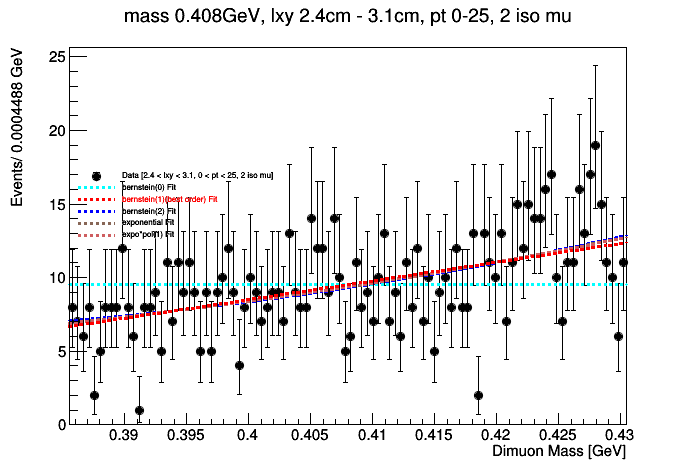 mass 0.408GeV, lxy 2.4cm - 3.1cm, pt 0-25, 2 iso mu
Events/ 0.0004488 GeV
25
20
15
10
5
0
Data [2.4 < lxy < 3.1, 0 < pt < 25, 2 iso mu]
bernstein(0) Fit
bernstein(1)(best order) Fit
bernstein(2) Fit
exponential Fit
expo*pol(1) Fit
0.39 0.395 0.4 0.405 0.41 0.415 0.42 0.425 0.43
Dimuon Mass [GeV]